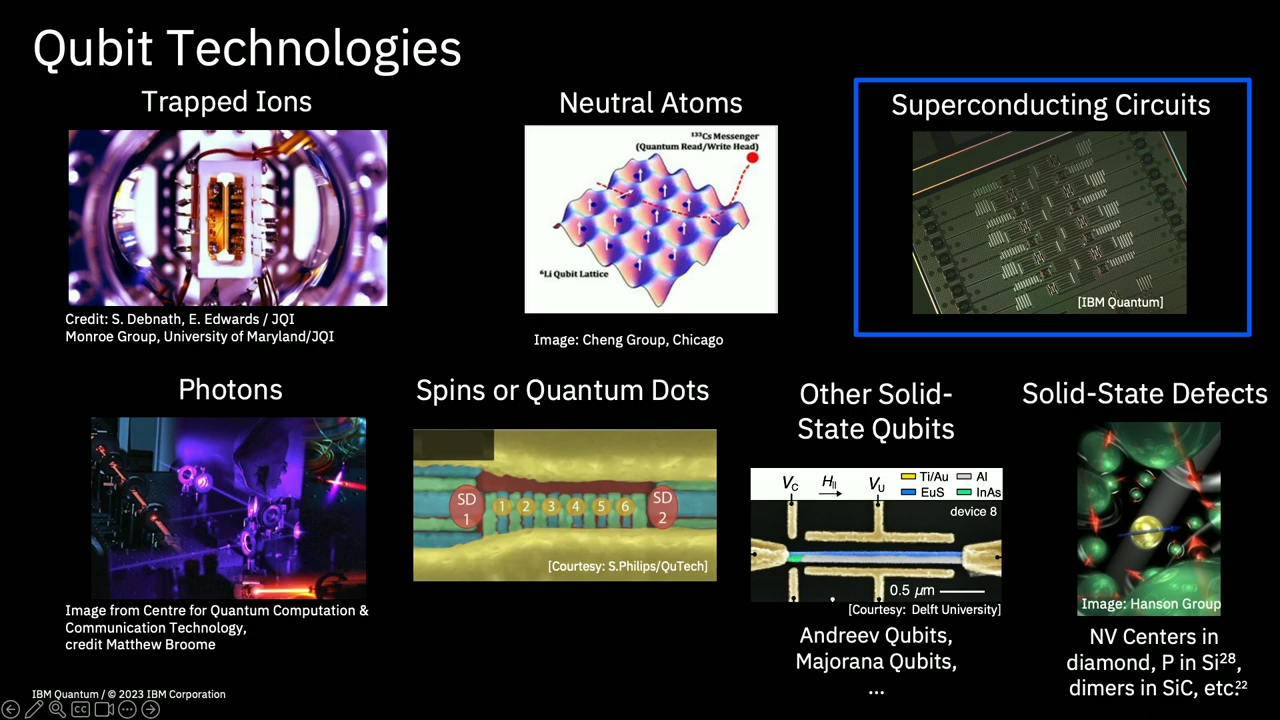 Qubit Technologies
Trapped Ions
Credit: S. Debnath, E. Edwards / JQI
Monroe Group, University of Maryland/JQI
Neutral Atoms
¹³³Cs Messenger
(Quantum Read/Write Head)
⁶Li Qubit Lattice
Image: Cheng Group, Chicago
Superconducting Circuits
[IBM Quantum]
Photons
Image from Centre for Quantum Computation &
Communication Technology,
credit Matthew Broome
Spins or Quantum Dots
SD 1
1 2 3 4 5 6
SD 2
[Courtesy: S.Philips/QuTech]
Other Solid-
State Qubits
V_C H_|| V_U
Ti/Au Al
EuS InAs
device 8
0.5 μm
[Courtesy: Delft University]
Andreev Qubits,
Majorana Qubits,
...
Solid-State Defects
Image: Hanson Group
NV Centers in
diamond, P in Si²⁸,
dimers in SiC, etc.²²
IBM Quantum / © 2023 IBM Corporation
CC